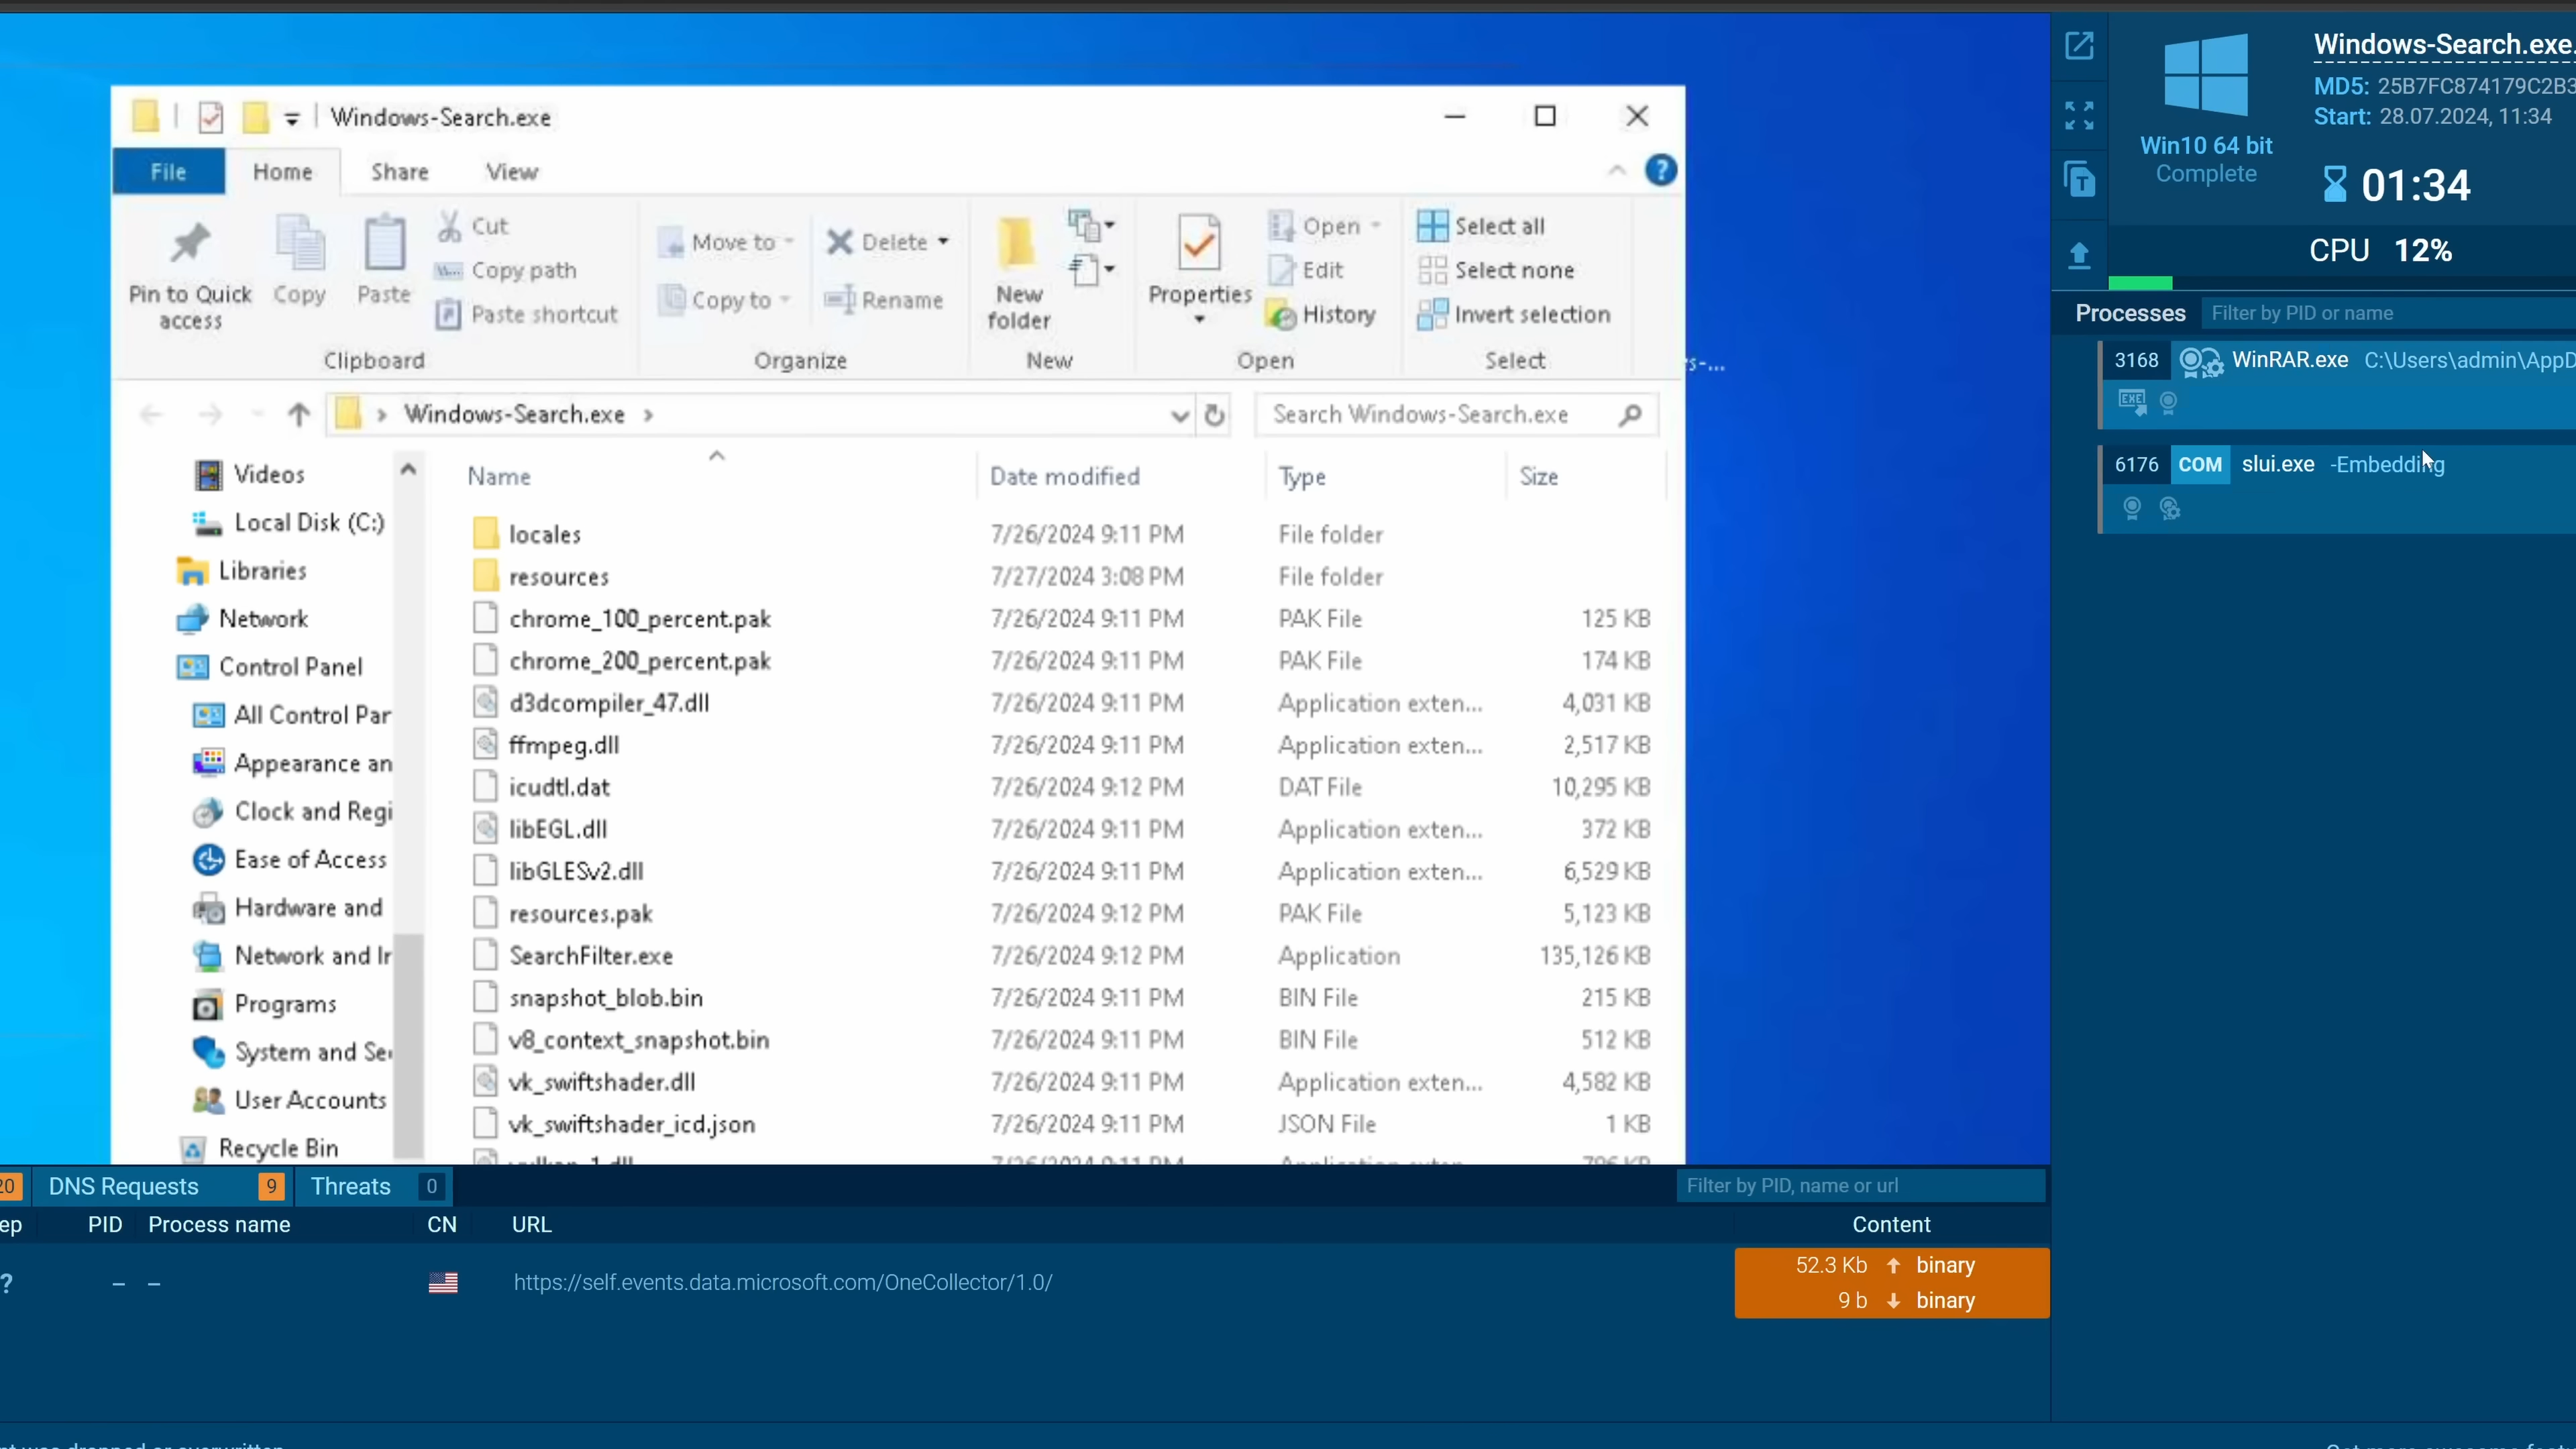 Windows-Search.exe
File Home Share View
Pin to Quick access
Copy
Paste
Cut
Copy path
Paste shortcut
Clipboard
Move to
Copy to
Delete
Rename
Organize
New folder
New
Properties
Open
Edit
History
Open
Select all
Select none
Invert selection
Select
s-...
Windows-Search.exe
Search Windows-Search.exe
Videos
Local Disk (C:)
Libraries
Network
Control Panel
All Control Par
Appearance an
Clock and Regi
Ease of Access
Hardware and
Network and Ir
Programs
System and Se
User Accounts
Recycle Bin
Name Date modified Type Size
locales 7/26/2024 9:11 PM File folder
resources 7/27/2024 3:08 PM File folder
chrome_100_percent.pak 7/26/2024 9:11 PM PAK File 125 KB
chrome_200_percent.pak 7/26/2024 9:11 PM PAK File 174 KB
d3dcompiler_47.dll 7/26/2024 9:11 PM Application exten... 4,031 KB
ffmpeg.dll 7/26/2024 9:11 PM Application exten... 2,517 KB
icudtl.dat 7/26/2024 9:12 PM DAT File 10,295 KB
libEGL.dll 7/26/2024 9:11 PM Application exten... 372 KB
libGLESv2.dll 7/26/2024 9:11 PM Application exten... 6,529 KB
resources.pak 7/26/2024 9:12 PM PAK File 5,123 KB
SearchFilter.exe 7/26/2024 9:12 PM Application 135,126 KB
snapshot_blob.bin 7/26/2024 9:11 PM BIN File 215 KB
v8_context_snapshot.bin 7/26/2024 9:11 PM BIN File 512 KB
vk_swiftshader.dll 7/26/2024 9:11 PM Application exten... 4,582 KB
vk_swiftshader_icd.json 7/26/2024 9:11 PM JSON File 1 KB
20 DNS Requests 9 Threats 0
Filter by PID, name or url
ep PID Process name CN URL Content
? – – https://self.events.data.microsoft.com/OneCollector/1.0/
52.3 Kb ↑ binary
9 b ↓ binary
Windows-Search.exe.
MD5: 25B7FC874179C2B3
Start: 28.07.2024, 11:34
Win10 64 bit
Complete
01:34
CPU 12%
Processes Filter by PID or name
3168 WinRAR.exe C:\Users\admin\AppD
EXE
6176 COM slui.exe -Embedding